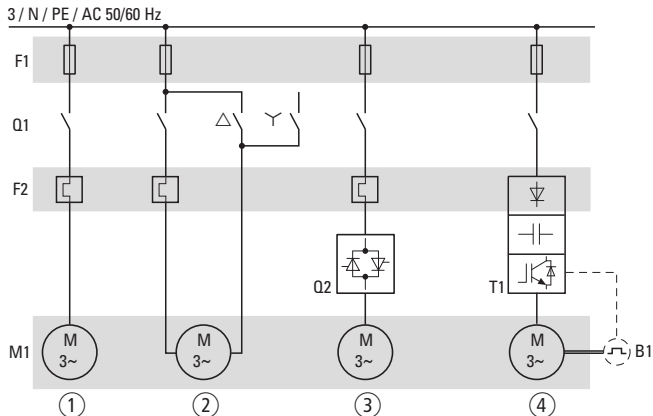 3 / N / PE / AC 50/60 Hz
F1
Q1
F2
Q2
T1
M1
M
3~
M
3~
M
3~
M
3~
B1
1
2
3
4